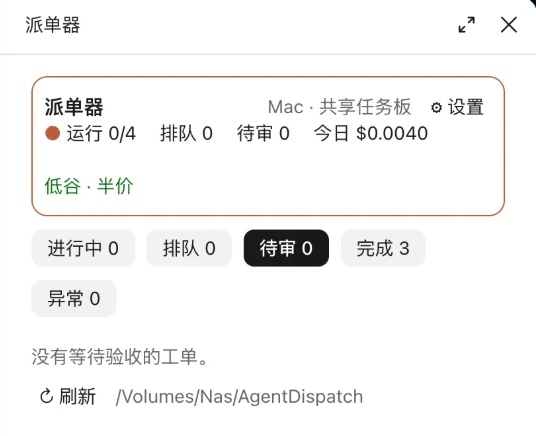 派单器
派单器 Mac · 共享任务板 ⚙ 设置
运行 0/4 排队 0 待审 0 今日 $0.0040
低谷 · 半价
进行中 0 排队 0 待审 0 完成 3
异常 0
没有等待验收的工单。
刷新 /Volumes/Nas/AgentDispatch